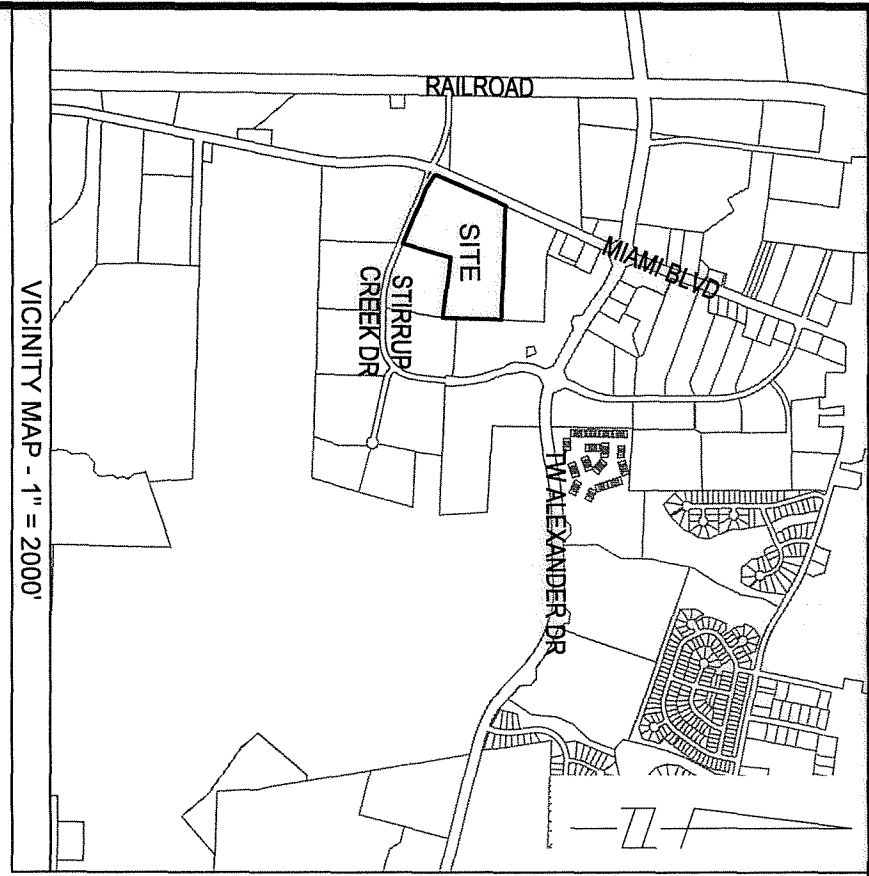 RAILROAD
MIAMI BLVD
SITE
STIRRUP
CREEK DR
TW ALEXANDER DR
VICINITY MAP - 1" = 2000'
N